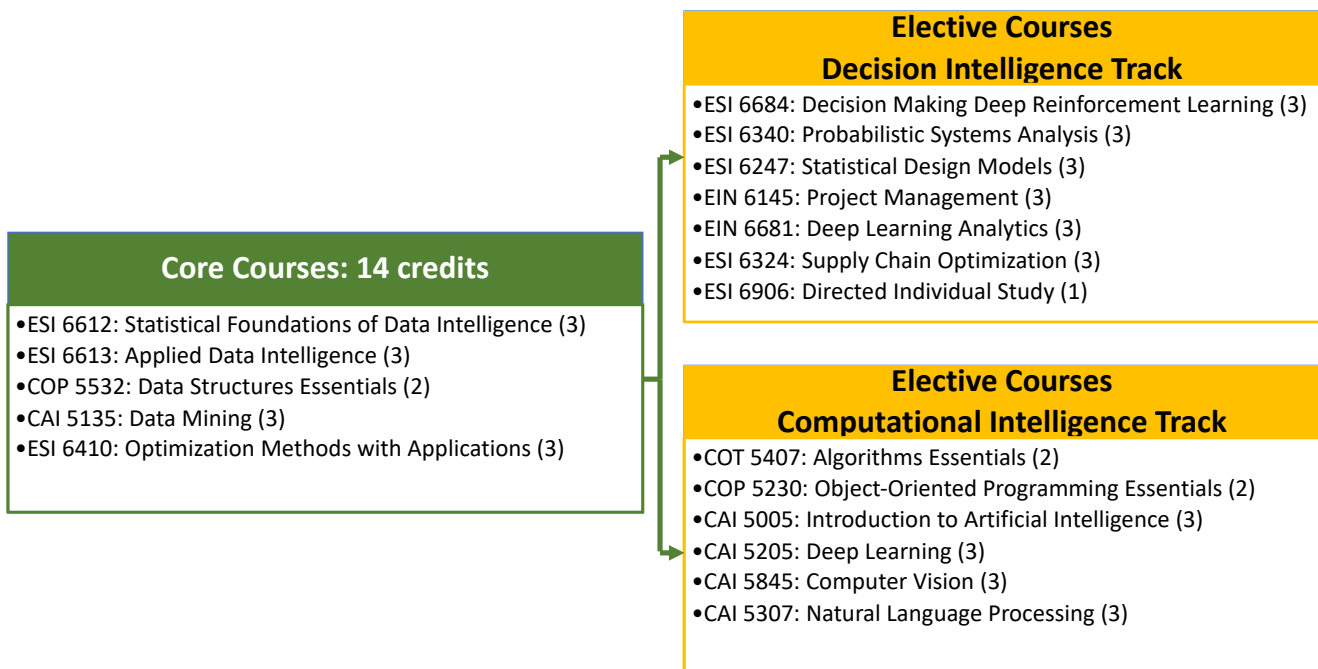 Core Courses: 14 credits
•ESI 6612: Statistical Foundations of Data Intelligence (3)
•ESI 6613: Applied Data Intelligence (3)
•COP 5532: Data Structures Essentials (2)
•CAI 5135: Data Mining (3)
•ESI 6410: Optimization Methods with Applications (3)
Elective Courses
Decision Intelligence Track
•ESI 6684: Decision Making Deep Reinforcement Learning (3)
•ESI 6340: Probabilistic Systems Analysis (3)
•ESI 6247: Statistical Design Models (3)
•EIN 6145: Project Management (3)
•EIN 6681: Deep Learning Analytics (3)
•ESI 6324: Supply Chain Optimization (3)
•ESI 6906: Directed Individual Study (1)
Elective Courses
Computational Intelligence Track
•COT 5407: Algorithms Essentials (2)
•COP 5230: Object-Oriented Programming Essentials (2)
•CAI 5005: Introduction to Artificial Intelligence (3)
•CAI 5205: Deep Learning (3)
•CAI 5845: Computer Vision (3)
•CAI 5307: Natural Language Processing (3)